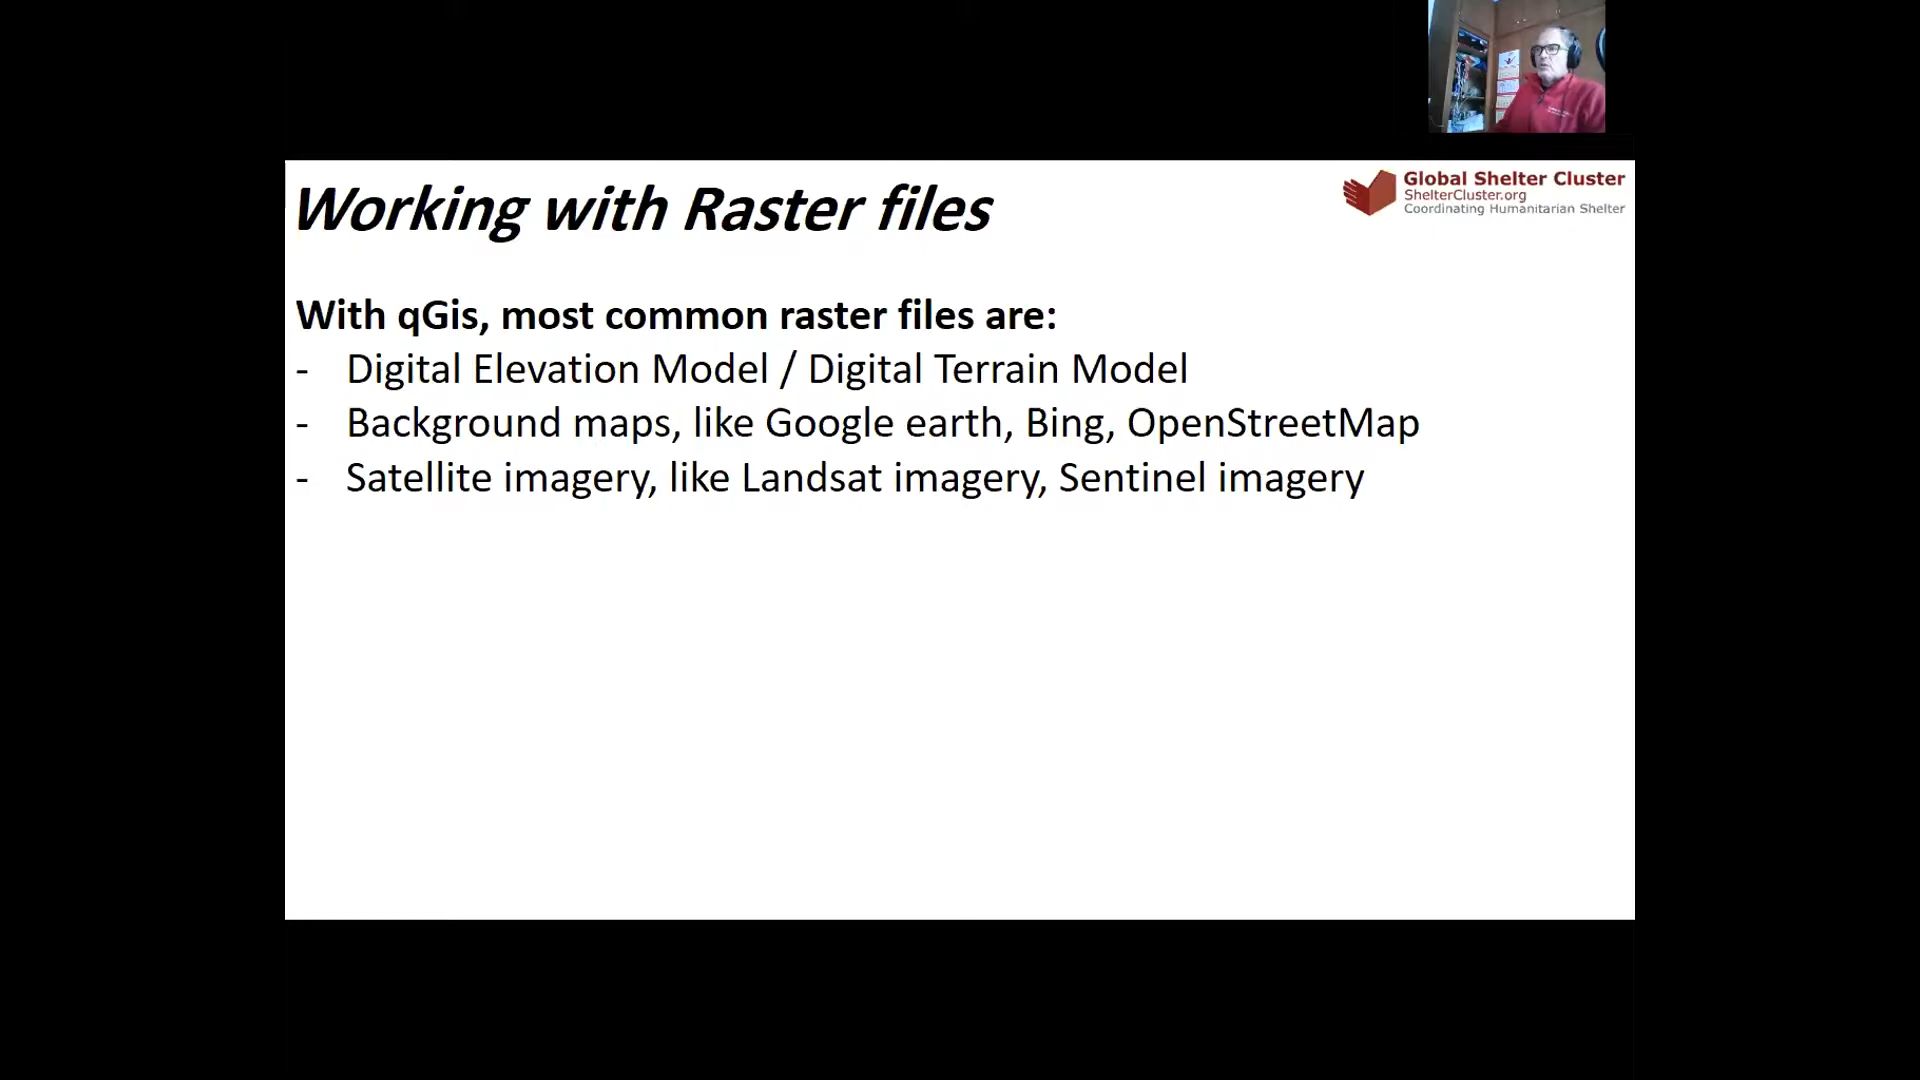 Working with Raster files
Global Shelter Cluster
ShelterCluster.org
Coordinating Humanitarian Shelter
With qGis, most common raster files are:
- Digital Elevation Model / Digital Terrain Model
- Background maps, like Google earth, Bing, OpenStreetMap
- Satellite imagery, like Landsat imagery, Sentinel imagery